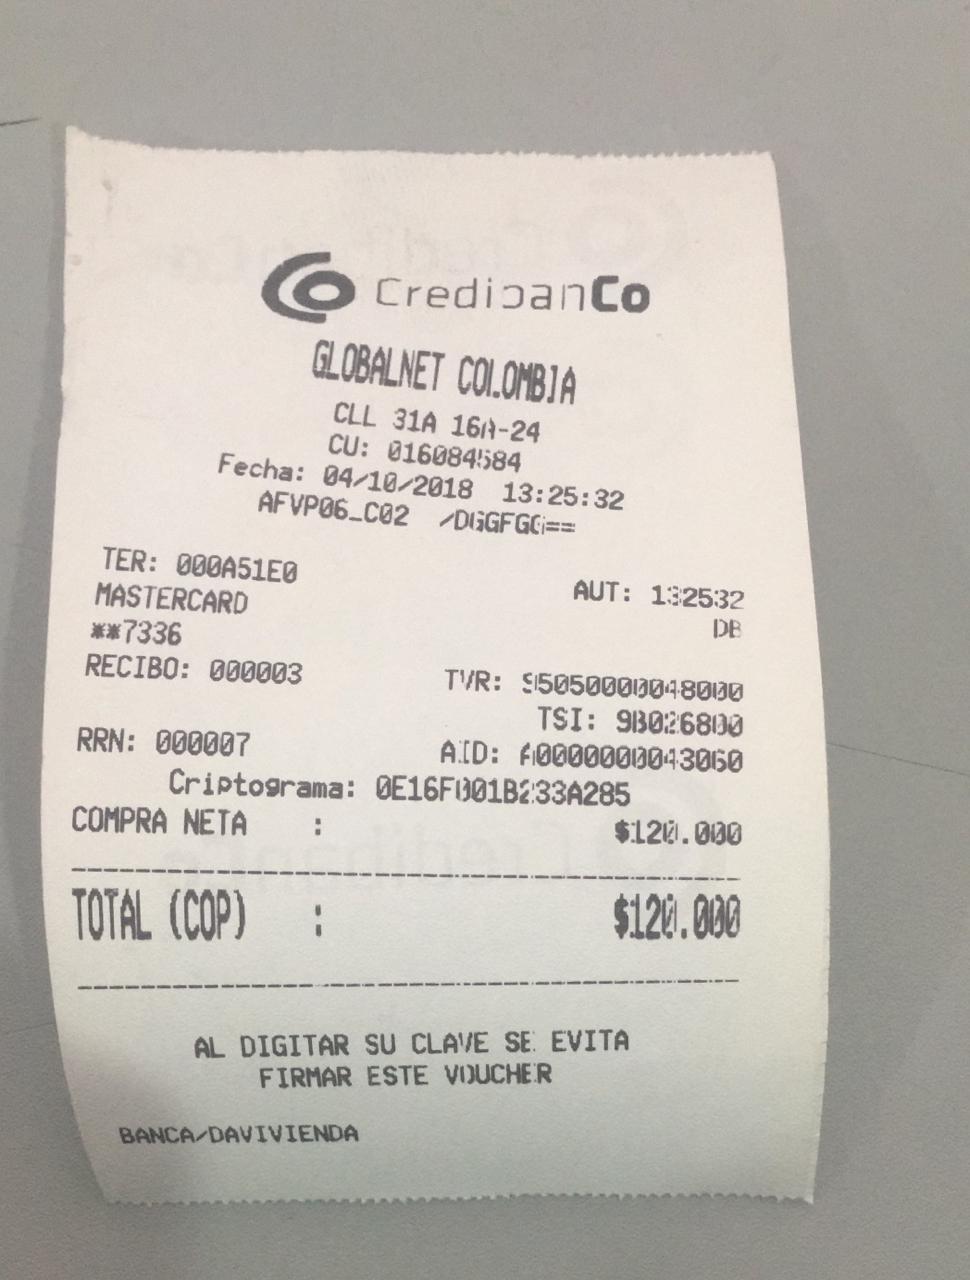 CredibanCo
GLOBALNET COLOMBIA
CLL 31A 16A-24
CU: 016084584
Fecha: 04/10/2018 13:25:32
AFVP06_C02 /DGGFGG==
TER: 000A51E0
MASTERCARD AUT: 132532
**7336 DB
RECIBO: 000003 TVR: 9505000048000
TSI: 9B026800
RRN: 000007 AID: A0000000043060
Criptograma: 0E16FD01B233A285
COMPRA NETA : $120.000
TOTAL (COP) : $120.000
AL DIGITAR SU CLAVE SE EVITA
FIRMAR ESTE VOUCHER
BANCA/DAVIVIENDA